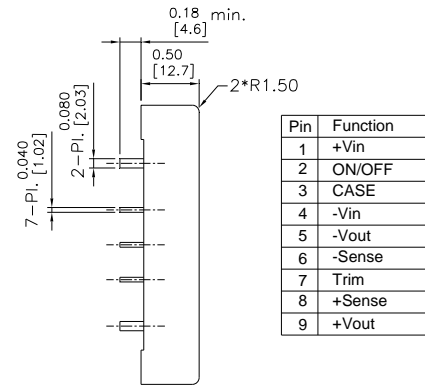 0.18 min.
[4.6]
0.50
[12.7]
2*R1.50
2-Pl. 0.080
[2.03]
7-Pl. 0.040
[1.02]
Pin Function
1 +Vin
2 ON/OFF
3 CASE
4 -Vin
5 -Vout
6 -Sense
7 Trim
8 +Sense
9 +Vout